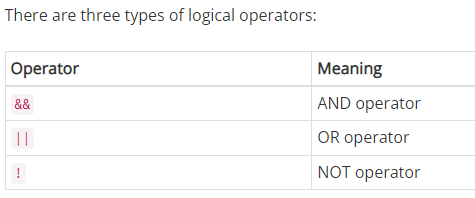 There are three types of logical operators:
Operator Meaning
&& AND operator
|| OR operator
! NOT operator